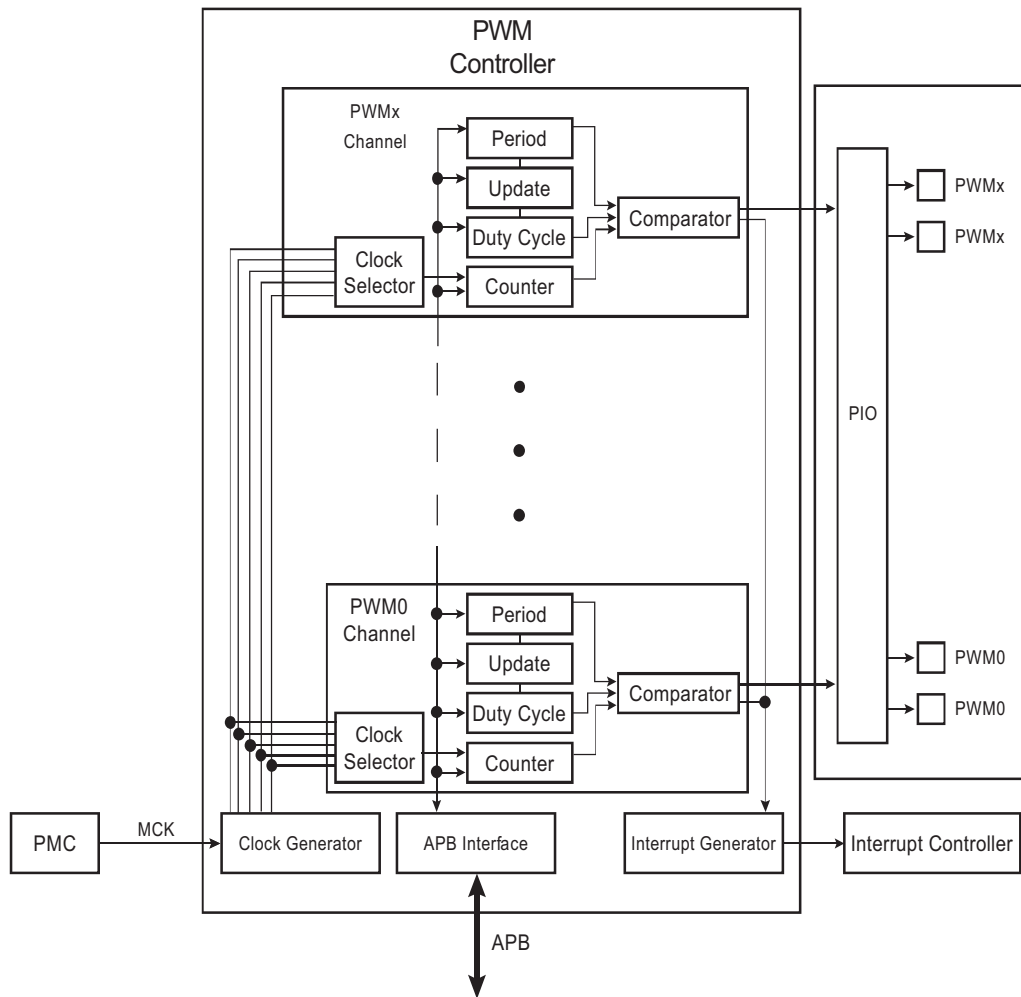 PWM
Controller
PWMx
Channel
Period
Update
Duty Cycle
Counter
Clock
Selector
Comparator
PIO
PWMx
PWMx
PWM0
Channel
Period
Update
Duty Cycle
Counter
Clock
Selector
Comparator
PWM0
PWM0
PMC
MCK
Clock Generator
APB Interface
Interrupt Generator
Interrupt Controller
APB